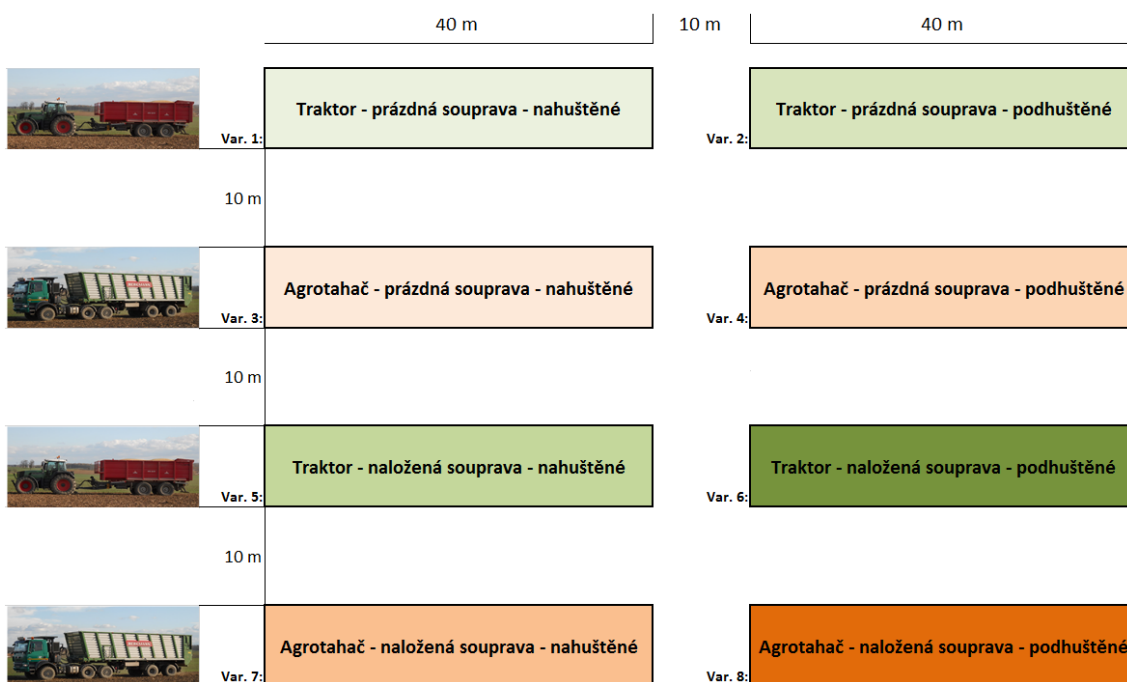 40 m 10 m 40 m
Traktor - prázdná souprava - nahuštěné
Traktor - prázdná souprava - podhuštěné
Var. 1:
Var. 2:
10 m
Agrotahač - prázdná souprava - nahuštěné
Agrotahač - prázdná souprava - podhuštěné
Var. 3:
Var. 4:
10 m
Traktor - naložená souprava - nahuštěné
Traktor - naložená souprava - podhuštěné
Var. 5:
Var. 6:
10 m
Agrotahač - naložená souprava - nahuštěné
Agrotahač - naložená souprava - podhuštěné
Var. 7:
Var. 8: